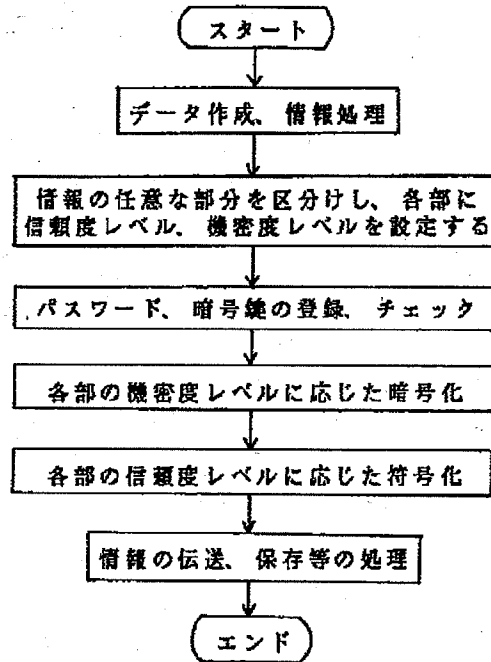 スタート
データ作成、情報処理
情報の任意な部分を区分けし、各部に
信頼度レベル、機密度レベルを設定する
パスワード、暗号鍵の登録、チェック
各部の機密度レベルに応じた暗号化
各部の信頼度レベルに応じた符号化
情報の伝送、保存等の処理
エンド